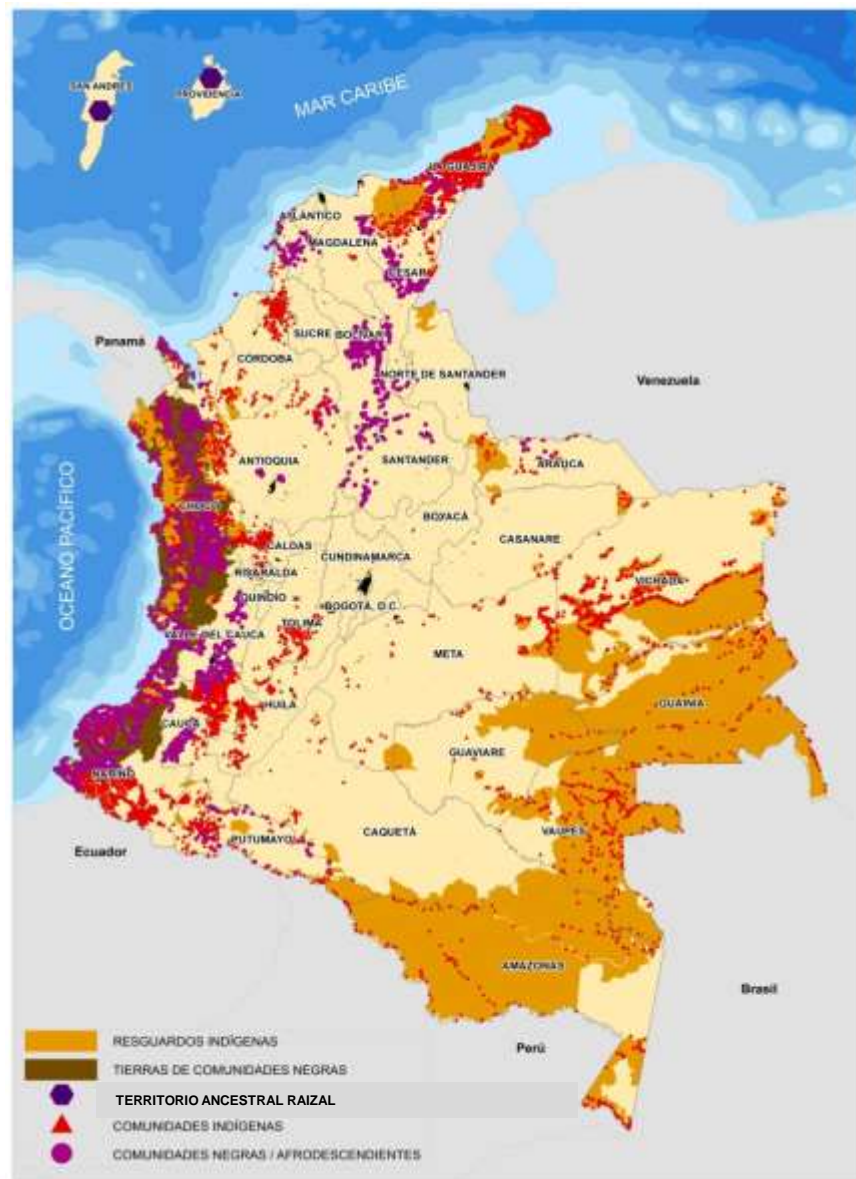 SAN ANDRES
PROVIDENCIA
MAR CARIBE
LA GUAJIRA
ATLÁNTICO
MAGDALENA
CESAR
Panamá
SUCRE
BOLIVAR
CÓRDOBA
NORTE DE SANTANDER
Venezuela
OCEANO PACÍFICO
ANTIOQUIA
SANTANDER
ARAUCA
CHOCO
BOYACÁ
CALDAS
CASANARE
CUNDINAMARCA
RISARALDA
VICHADA
QUINDÍO
BOGOTÁ, D.C.
TOLIMA
VALLE DEL CAUCA
META
HUILA
GUAINIA
CAUCA
GUAVIARE
NARIÑO
CAQUETÁ
VAUPÉS
PUTUMAYO
Ecuador
AMAZONAS
Brasil
Perú
RESGUARDOS INDÍGENAS
TIERRAS DE COMUNIDADES NEGRAS
TERRITORIO ANCESTRAL RAIZAL
COMUNIDADES INDÍGENAS
COMUNIDADES NEGRAS / AFRODESCENDIENTES